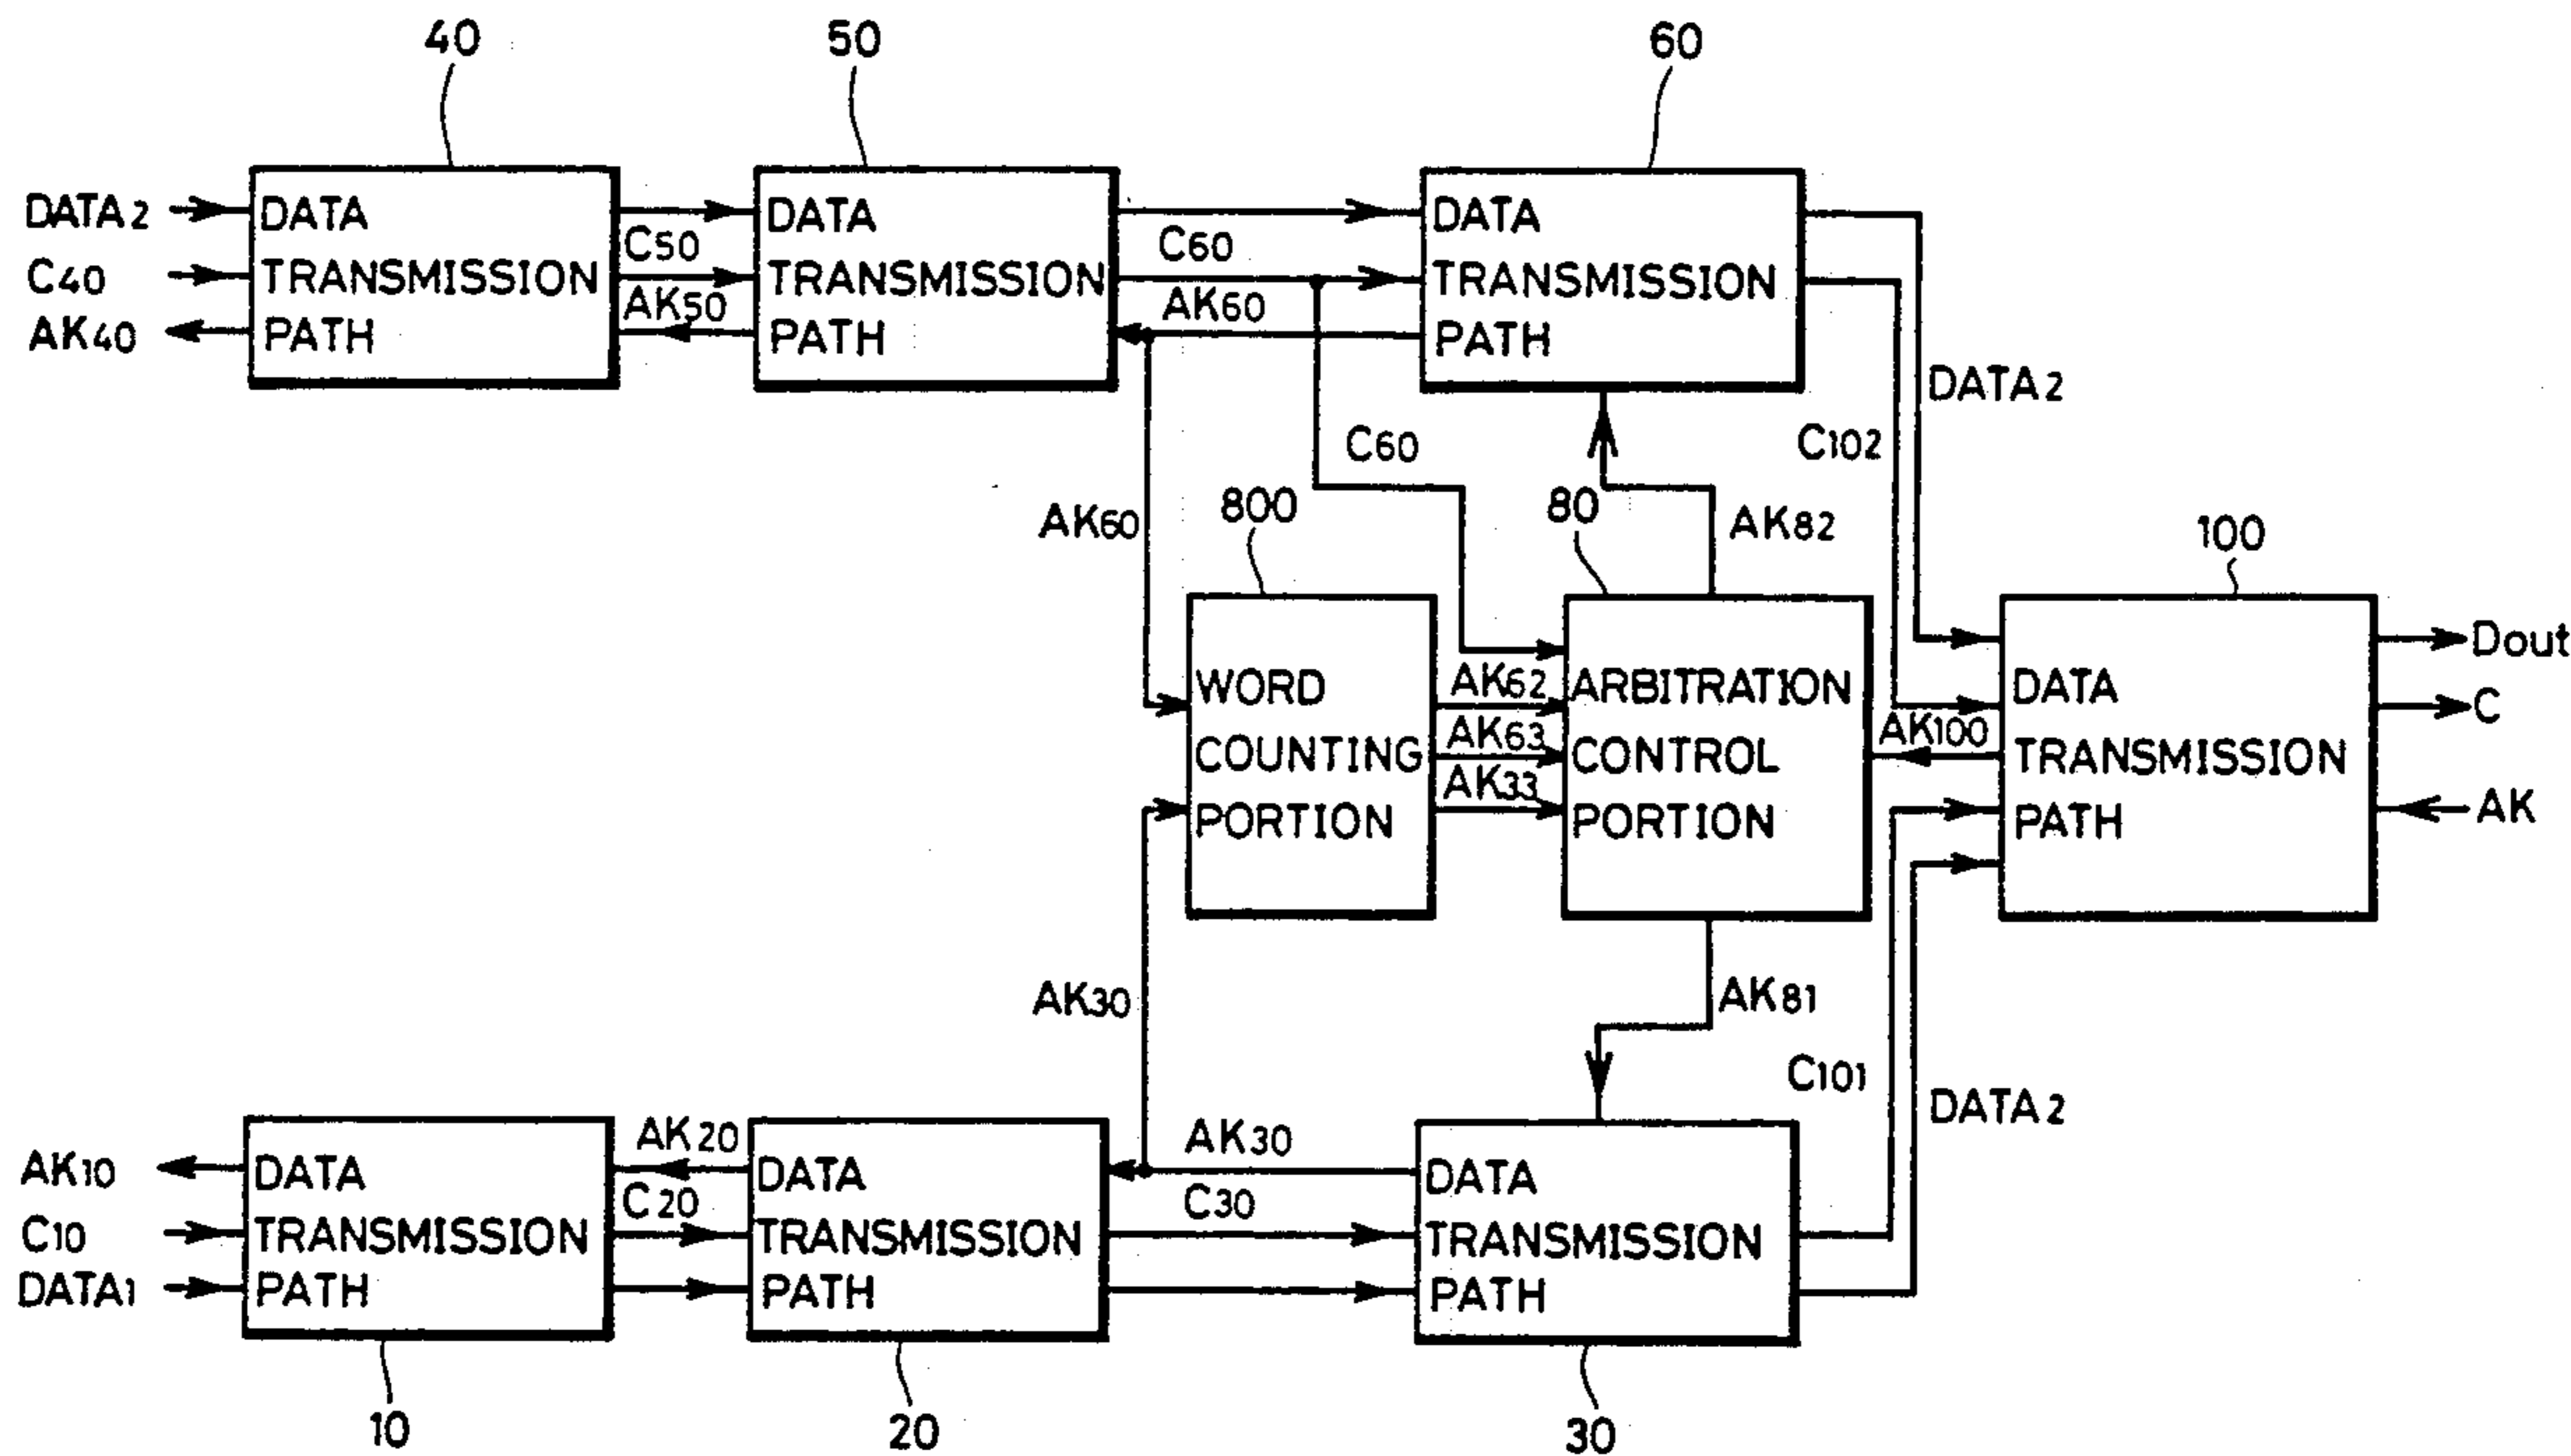 40
50
60
DATA2
C40
AK40
DATA
TRANSMISSION
PATH
C50
AK50
DATA
TRANSMISSION
PATH
C60
AK60
DATA
TRANSMISSION
PATH
DATA2
C102
C60
AK60
800
80
AK82
100
WORD
COUNTING
PORTION
AK62
AK63
AK33
ARBITRATION
CONTROL
PORTION
AK100
DATA
TRANSMISSION
PATH
Dout
C
AK
AK30
AK81
C101
DATA2
AK10
C10
DATA1
DATA
TRANSMISSION
PATH
AK20
C20
DATA
TRANSMISSION
PATH
AK30
C30
DATA
TRANSMISSION
PATH
10
20
30